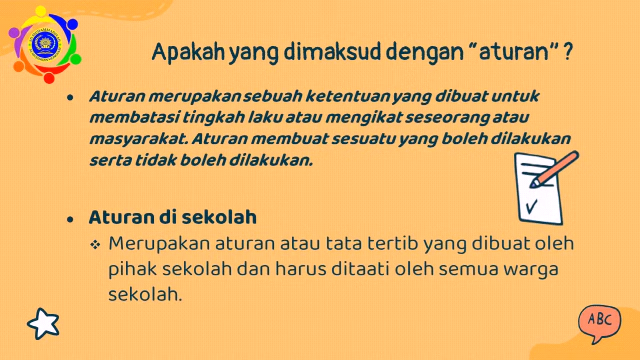 Apakah yang dimaksud dengan "aturan" ?
• Aturan merupakan sebuah ketentuan yang dibuat untuk
membatasi tingkah laku atau mengikat seseorang atau
masyarakat. Aturan membuat sesuatu yang boleh dilakukan
serta tidak boleh dilakukan.
• Aturan di sekolah
❖ Merupakan aturan atau tata tertib yang dibuat oleh
pihak sekolah dan harus ditaati oleh semua warga
sekolah.
ABC